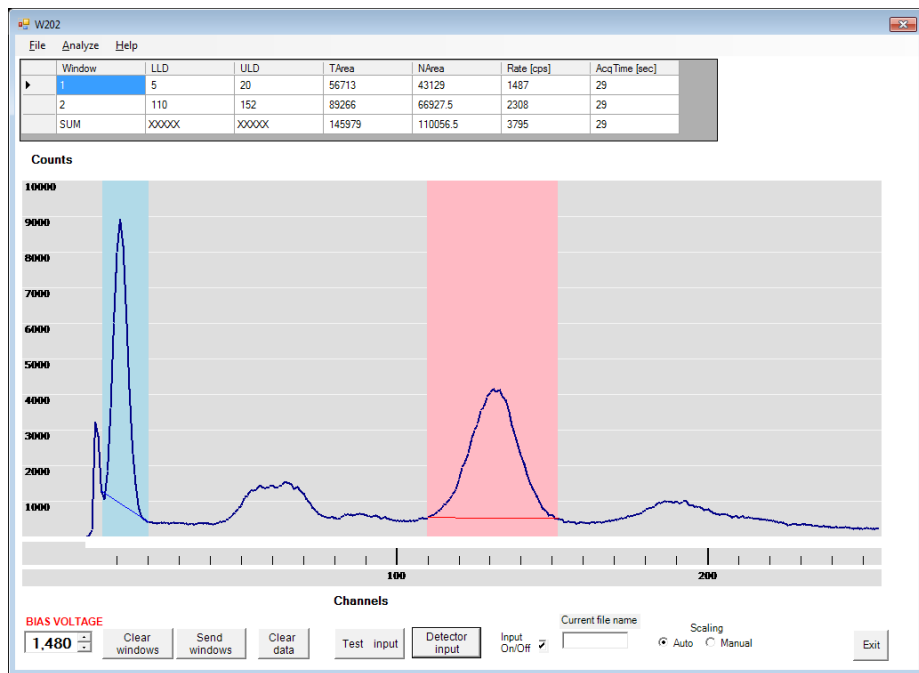 W202
File Analyze Help
Window LLD ULD TArea NArea Rate [cps] AcqTime [sec]
1 5 20 56713 43129 1487 29
2 110 152 89266 66927.5 2308 29
SUM XXXXX XXXXX 145979 110056.5 3795 29
Counts
10000
9000
8000
7000
6000
5000
4000
3000
2000
1000
100 200
Channels
BIAS VOLTAGE
1,480
Clear
windows
Send
windows
Clear
data
Test input
Detector
input
Input
On/Off
Current file name
Scaling
Auto Manual
Exit